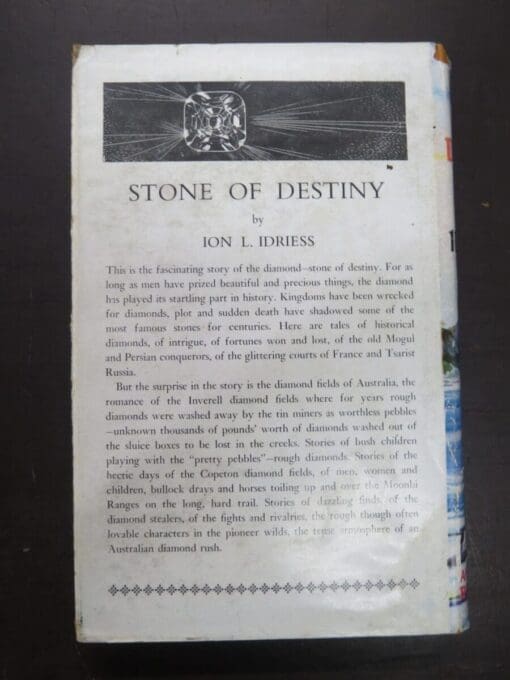 STONE OF DESTINY
by
ION L. IDRIESS
This is the fascinating story of the diamond—stone of destiny. For as
long as men have prized beautiful and precious things, the diamond
has played its startling part in history. Kingdoms have been wrecked
for diamonds, plot and sudden death have shadowed some of the
most famous stones for centuries. Here are tales of historical
diamonds, of intrigue, of fortunes won and lost, of the old Mogul
and Persian conquerors, of the glittering courts of France and Tsarist
Russia.
But the surprise in the story is the diamond fields of Australia, the
romance of the Inverell diamond fields where for years rough
diamonds were washed away by the tin miners as worthless pebbles
—unknown thousands of pounds' worth of diamonds washed out of
the sluice boxes to be lost in the creeks. Stories of bush children
playing with the "pretty pebbles"—rough diamonds. Stories of the
hectic days of the Copeton diamond fields, of men, women and
children, bullock drays and horses toiling up and over the Moonbi
Ranges on the long, hard trail. Stories of dazzling finds, of the
diamond stealers, of the fights and rivalries, the rough though often
lovable characters in the pioneer wilds, the tense atmosphere of an
Australian diamond rush.